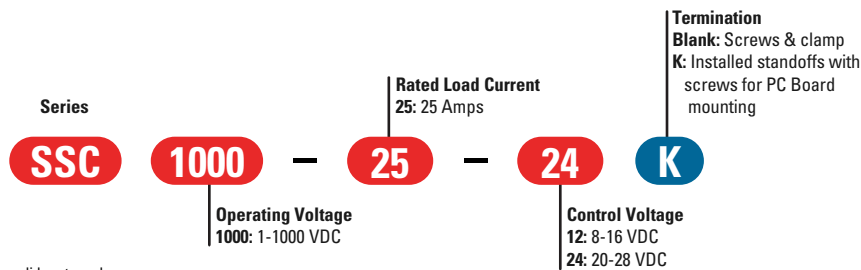 Termination
Blank: Screws & clamp
K: Installed standoffs with
screws for PC Board
mounting
Rated Load Current
25: 25 Amps
Series
SSC 1000 – 25 – 24 K
Operating Voltage
1000: 1-1000 VDC
Control Voltage
12: 8-16 VDC
24: 20-28 VDC